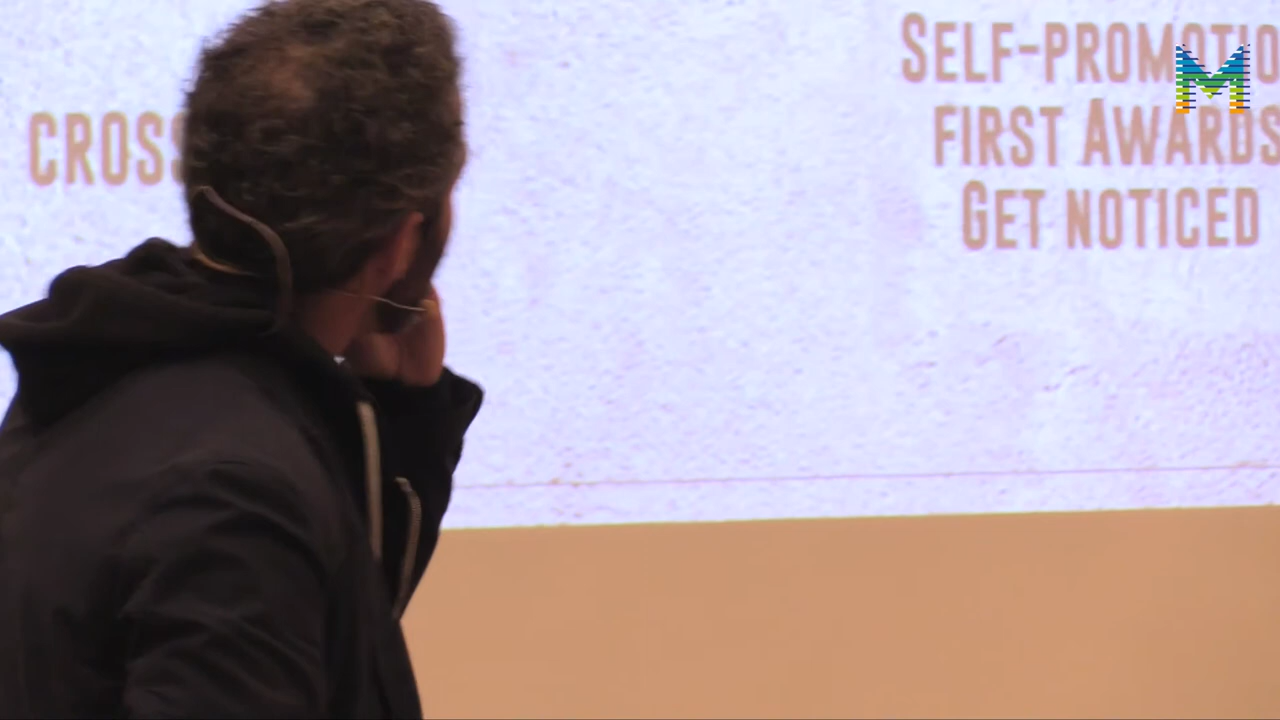 CROSS
SELF-PROMOTIO
FIRST AWARDS
GET NOTICED
M